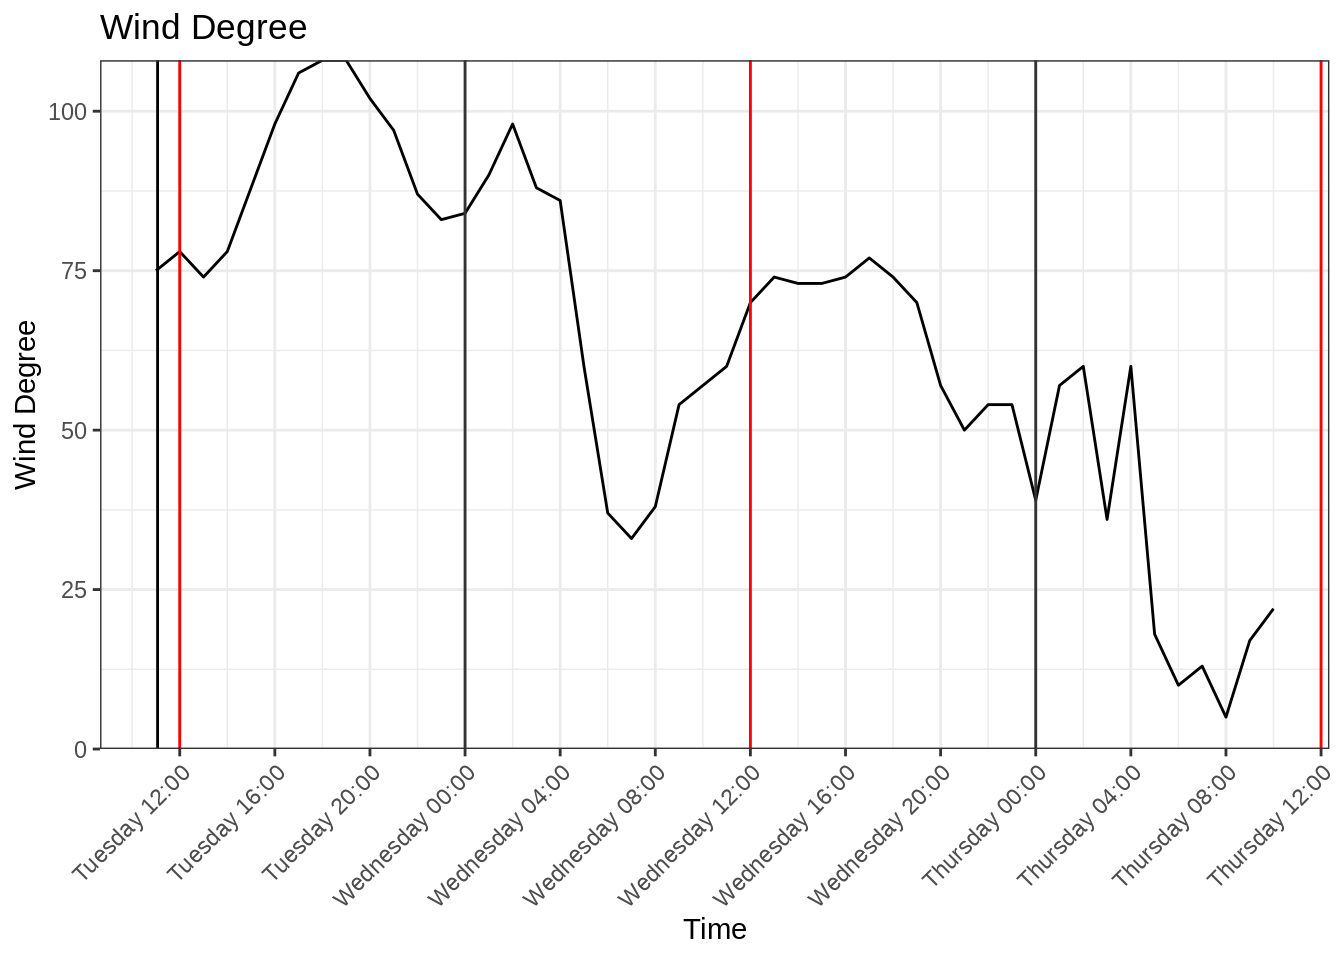 Wind Degree
Wind Degree
100
75
50
25
0
Tuesday 12:00
Tuesday 16:00
Tuesday 20:00
Wednesday 00:00
Wednesday 04:00
Wednesday 08:00
Wednesday 12:00
Wednesday 16:00
Wednesday 20:00
Thursday 00:00
Thursday 04:00
Thursday 08:00
Thursday 12:00
Time